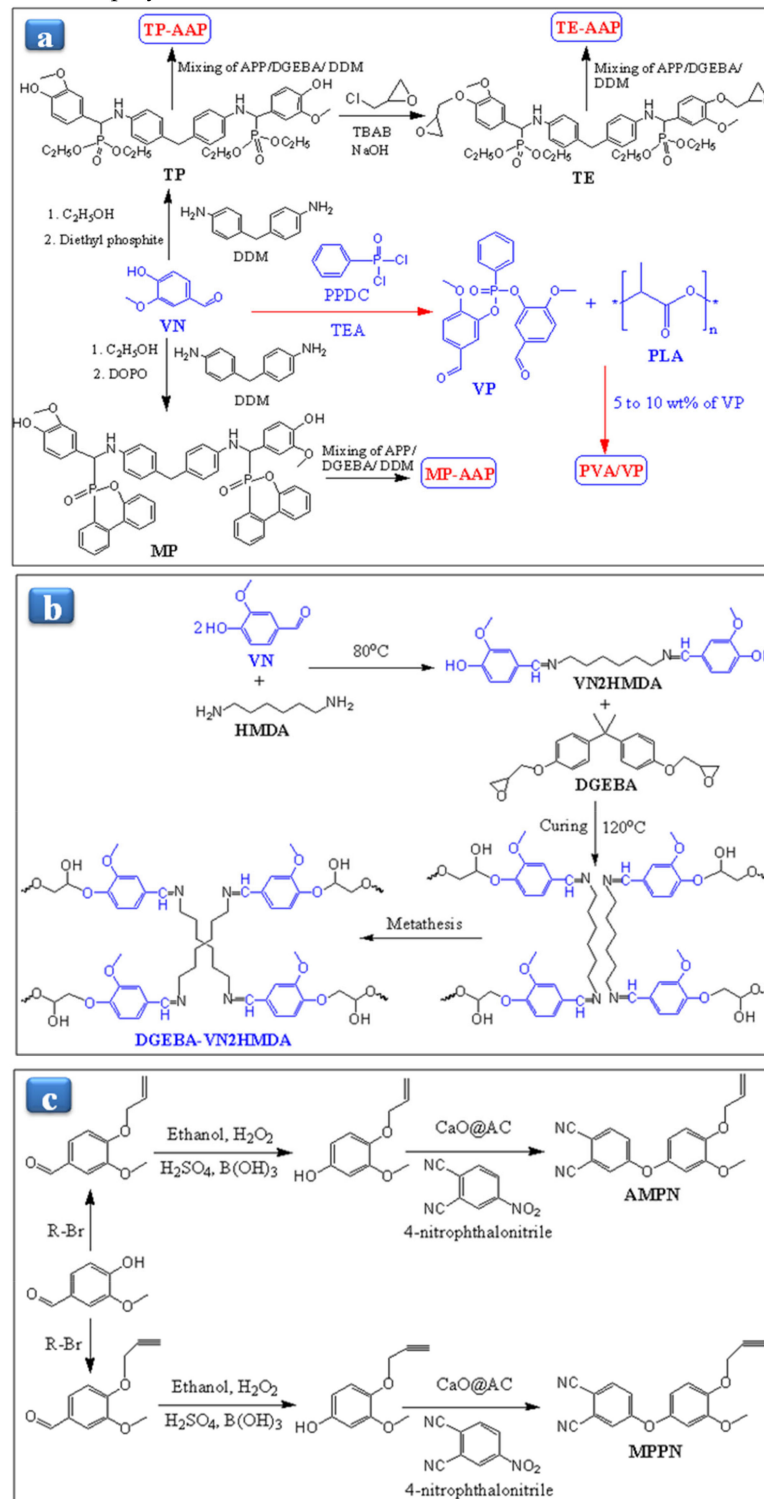 a
TP-AAP
TE-AAP
Mixing of APP/DGEBA/DDM
Mixing of APP/DGEBA/
DDM
TBAB
NaOH
TP
TE
1. C2H5OH
2. Diethyl phosphite
DDM
PPDC
TEA
VN
VP
+
PLA
1. C2H5OH
2. DOPO
DDM
5 to 10 wt% of VP
Mixing of APP/
DGEBA/DDM
MP-AAP
PVA/VP
MP
b
2HO
VN
+
HMDA
80°C
VN2HMDA
+
DGEBA
Curing
120°C
Metathesis
DGEBA-VN2HMDA
c
Ethanol, H2O2
H2SO4, B(OH)3
CaO@AC
4-nitrophthalonitrile
AMPN
R-Br
R-Br
Ethanol, H2O2
H2SO4, B(OH)3
CaO@AC
4-nitrophthalonitrile
MPPN